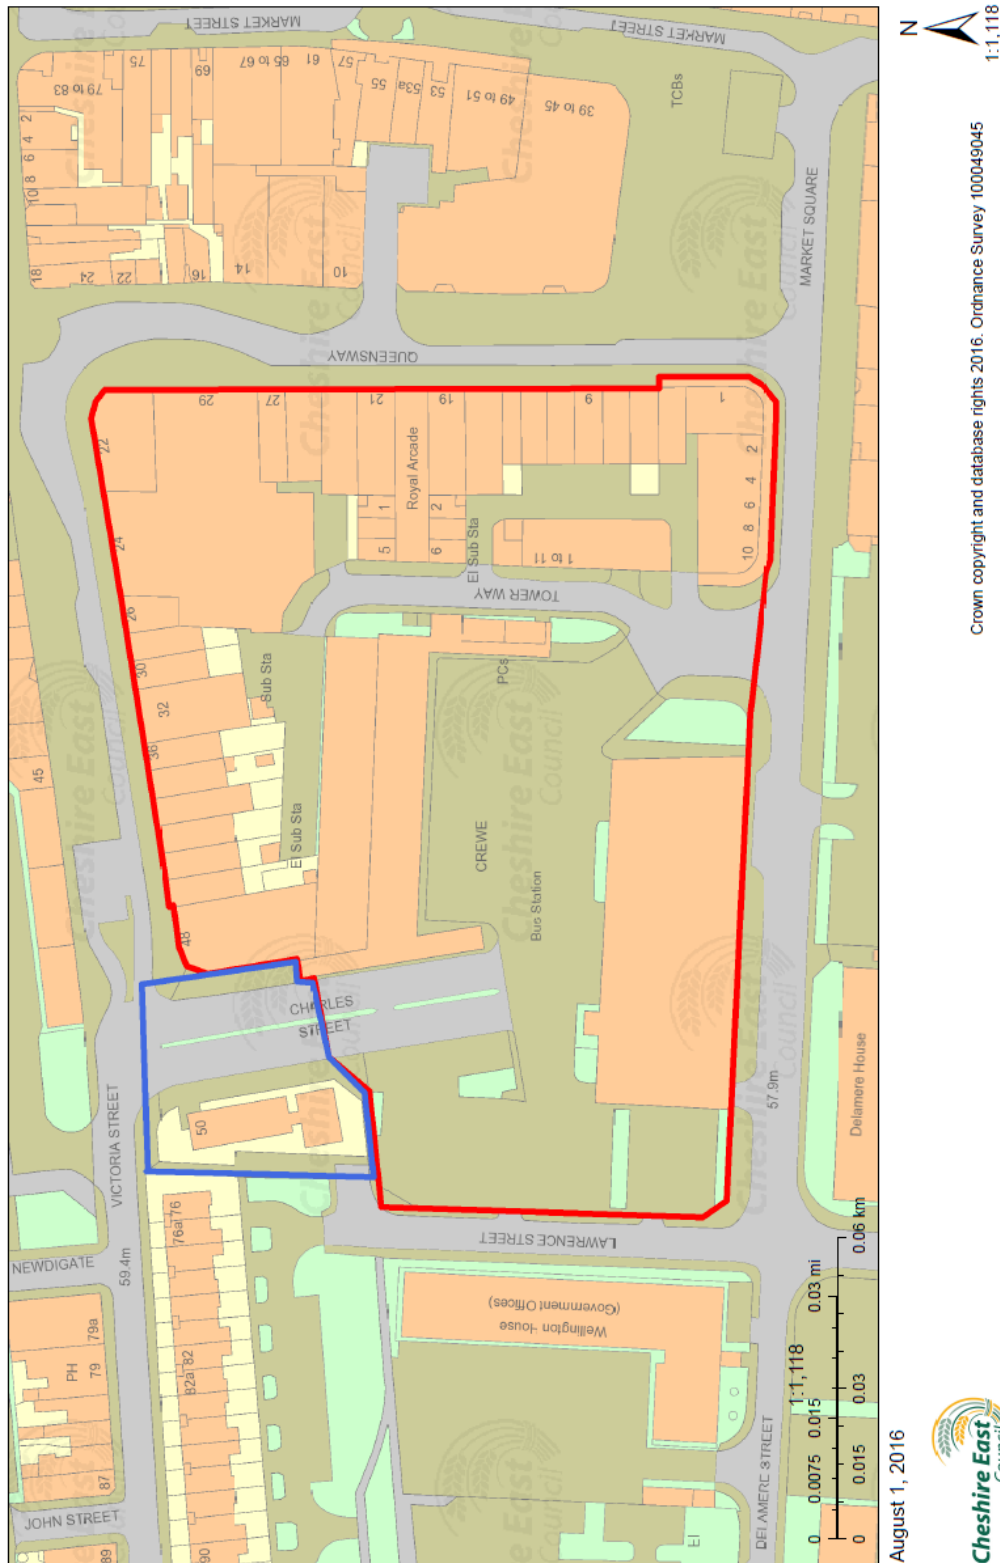 MARKET STREET
MARKET STREET
79 to 83
75
69
65 to 67
61
57
55
53a
53
49 to 51
39 to 45
TCBs
2
4
6
8
10
18
24
22
16
14
10
MARKET SQUARE
QUEENSWAY
22
29
27
21
19
9
1
24
Royal Arcade
1
2
5
6
2
4
6
8
10
El Sub Sta
1 to 11
TOWER WAY
26
30
32
38
Sub Sta
PCs
45
El Sub Sta
CREWE
Bus Station
48
CHARLES
STREET
50
VICTORIA STREET
57.9m
Delamere House
76
76a
LAWRENCE STREET
NEWDIGATE
59.4m
Wellington House
(Government Offices)
79a
79
PH
82
82a
87
JOHN STREET
89
90
El
DELAMERE STREET
Cheshire East
Council
1:1,118
0 0.0075 0.015 0.03 mi
0 0.015 0.03 0.06 km
N
1:1,118
Crown copyright and database rights 2016. Ordnance Survey 100049045
August 1, 2016
Cheshire East
Council